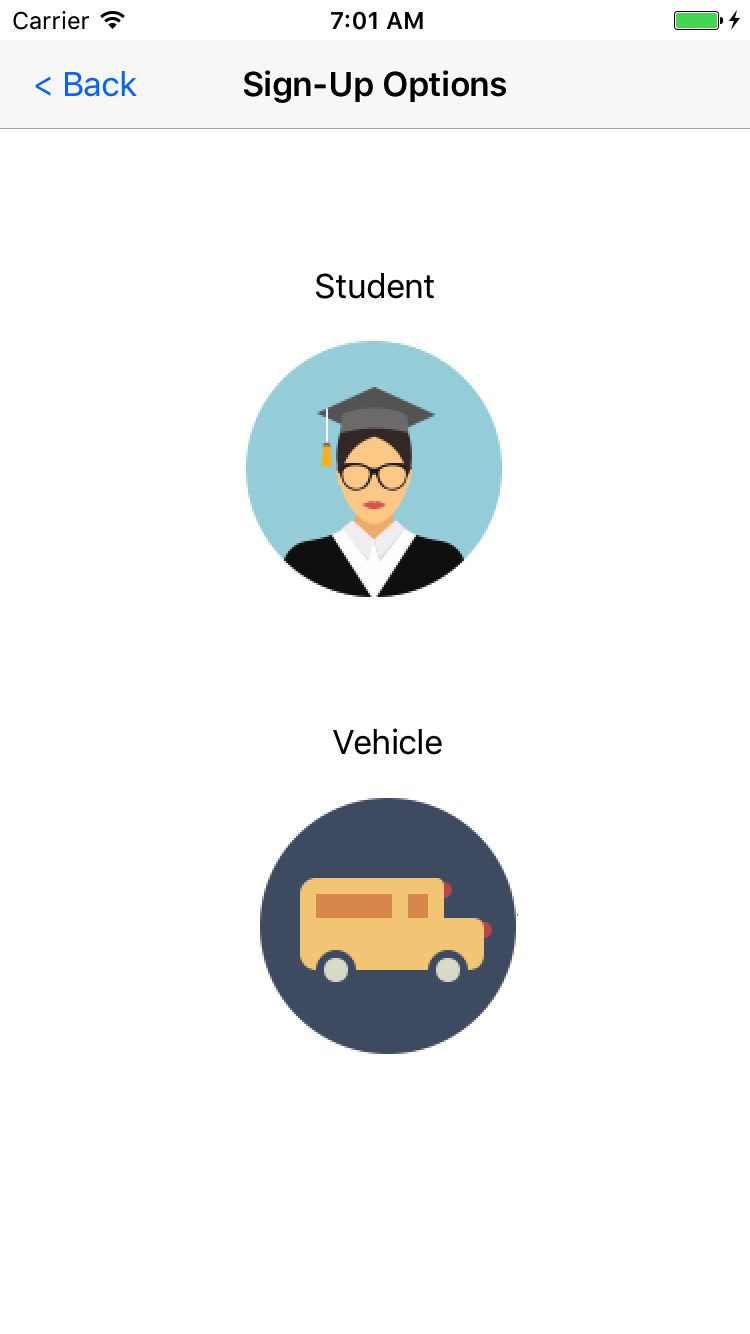 Carrier 7:01 AM
< Back Sign-Up Options
Student
Vehicle